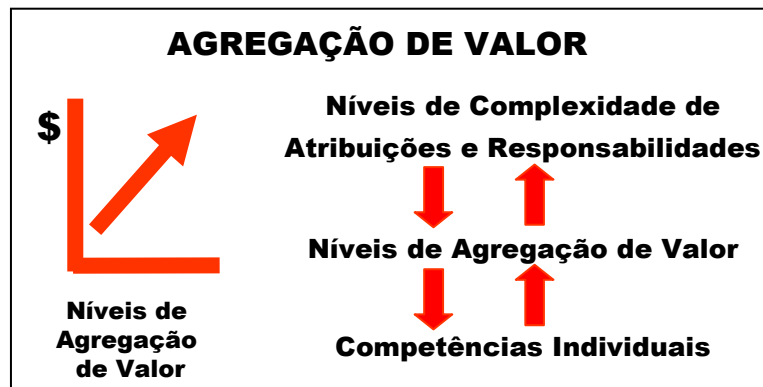 AGREGAÇÃO DE VALOR
$
Níveis de
Agregação
de Valor
Níveis de Complexidade de
Atribuições e Responsabilidades
Níveis de Agregação de Valor
Competências Individuais